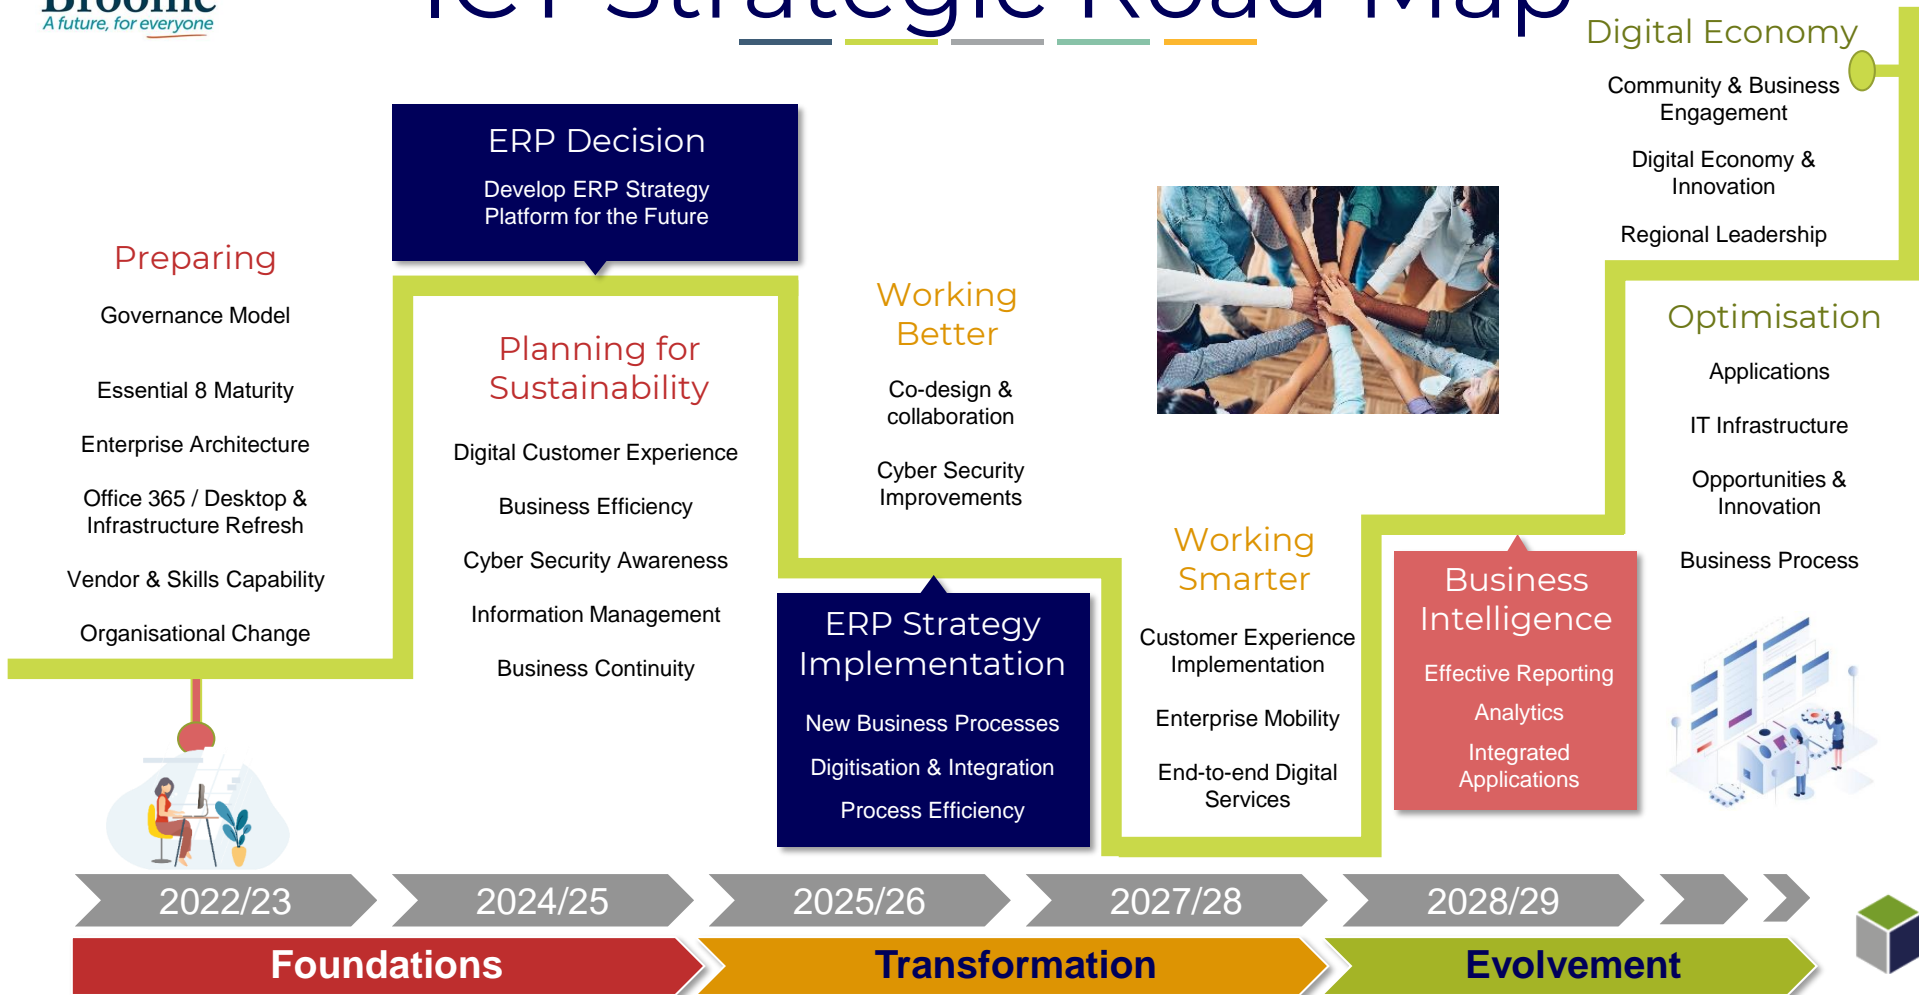 Broome
A future, for everyone
ICT Strategic Road Map
Digital Economy
Community & Business
Engagement
Digital Economy &
Innovation
Regional Leadership
ERP Decision
Develop ERP Strategy
Platform for the Future
Preparing
Governance Model
Essential 8 Maturity
Enterprise Architecture
Office 365 / Desktop &
Infrastructure Refresh
Vendor & Skills Capability
Organisational Change
Planning for
Sustainability
Digital Customer Experience
Business Efficiency
Cyber Security Awareness
Information Management
Business Continuity
Working
Better
Co-design &
collaboration
Cyber Security
Improvements
ERP Strategy
Implementation
New Business Processes
Digitisation & Integration
Process Efficiency
Working
Smarter
Customer Experience
Implementation
Enterprise Mobility
End-to-end Digital
Services
Business
Intelligence
Effective Reporting
Analytics
Integrated
Applications
Optimisation
Applications
IT Infrastructure
Opportunities &
Innovation
Business Process
2022/23
2024/25
2025/26
2027/28
2028/29
Foundations
Transformation
Evolvement